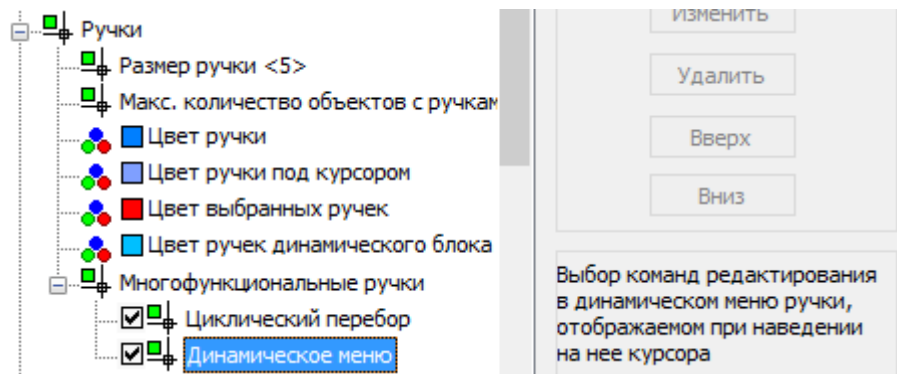 Ручки
Размер ручки <5>
Макс. количество объектов с ручкам
Цвет ручки
Цвет ручки под курсором
Цвет выбранных ручек
Цвет ручек динамического блока
Многофункциональные ручки
Циклический перебор
Динамическое меню
Изменить
Удалить
Вверх
Вниз
Выбор команд редактирования
в динамическом меню ручки,
отображаемом при наведении
на нее курсора